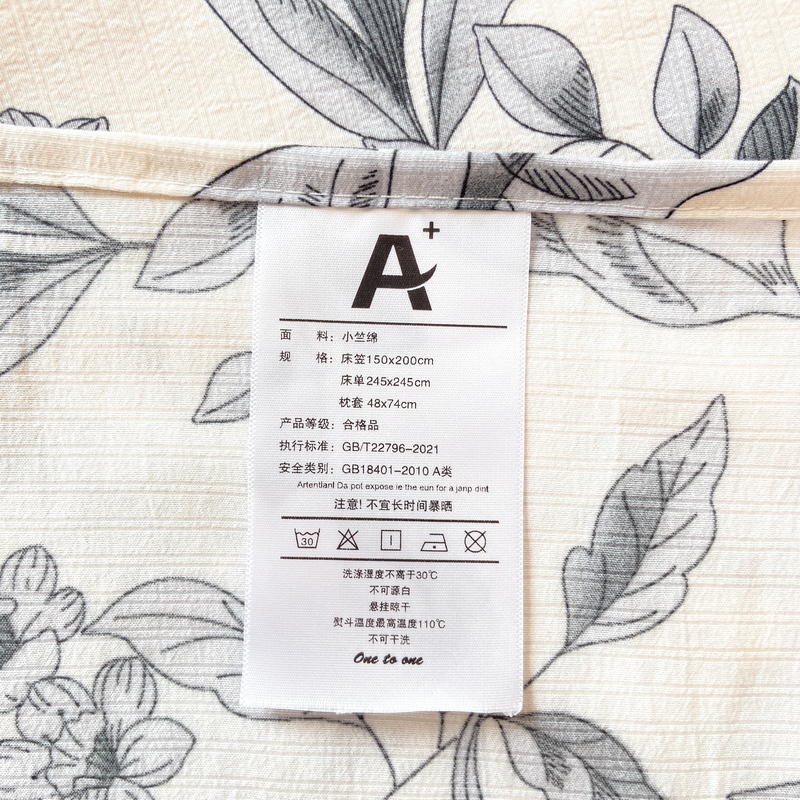 A+
面 料：小竺绵
规 格：床笠150x200cm
床单245x245cm
枕套 48x74cm
产品等级：合格品
执行标准：GB/T22796-2021
安全类别：GB18401-2010 A类
Artentlanl Da pot expose ie the eun for a janp dint
注意! 不宜长时间暴晒
30
洗涤湿度不高于30℃
不可源白
悬挂晾干
熨斗温度最高温度110℃
不可干洗
One to one